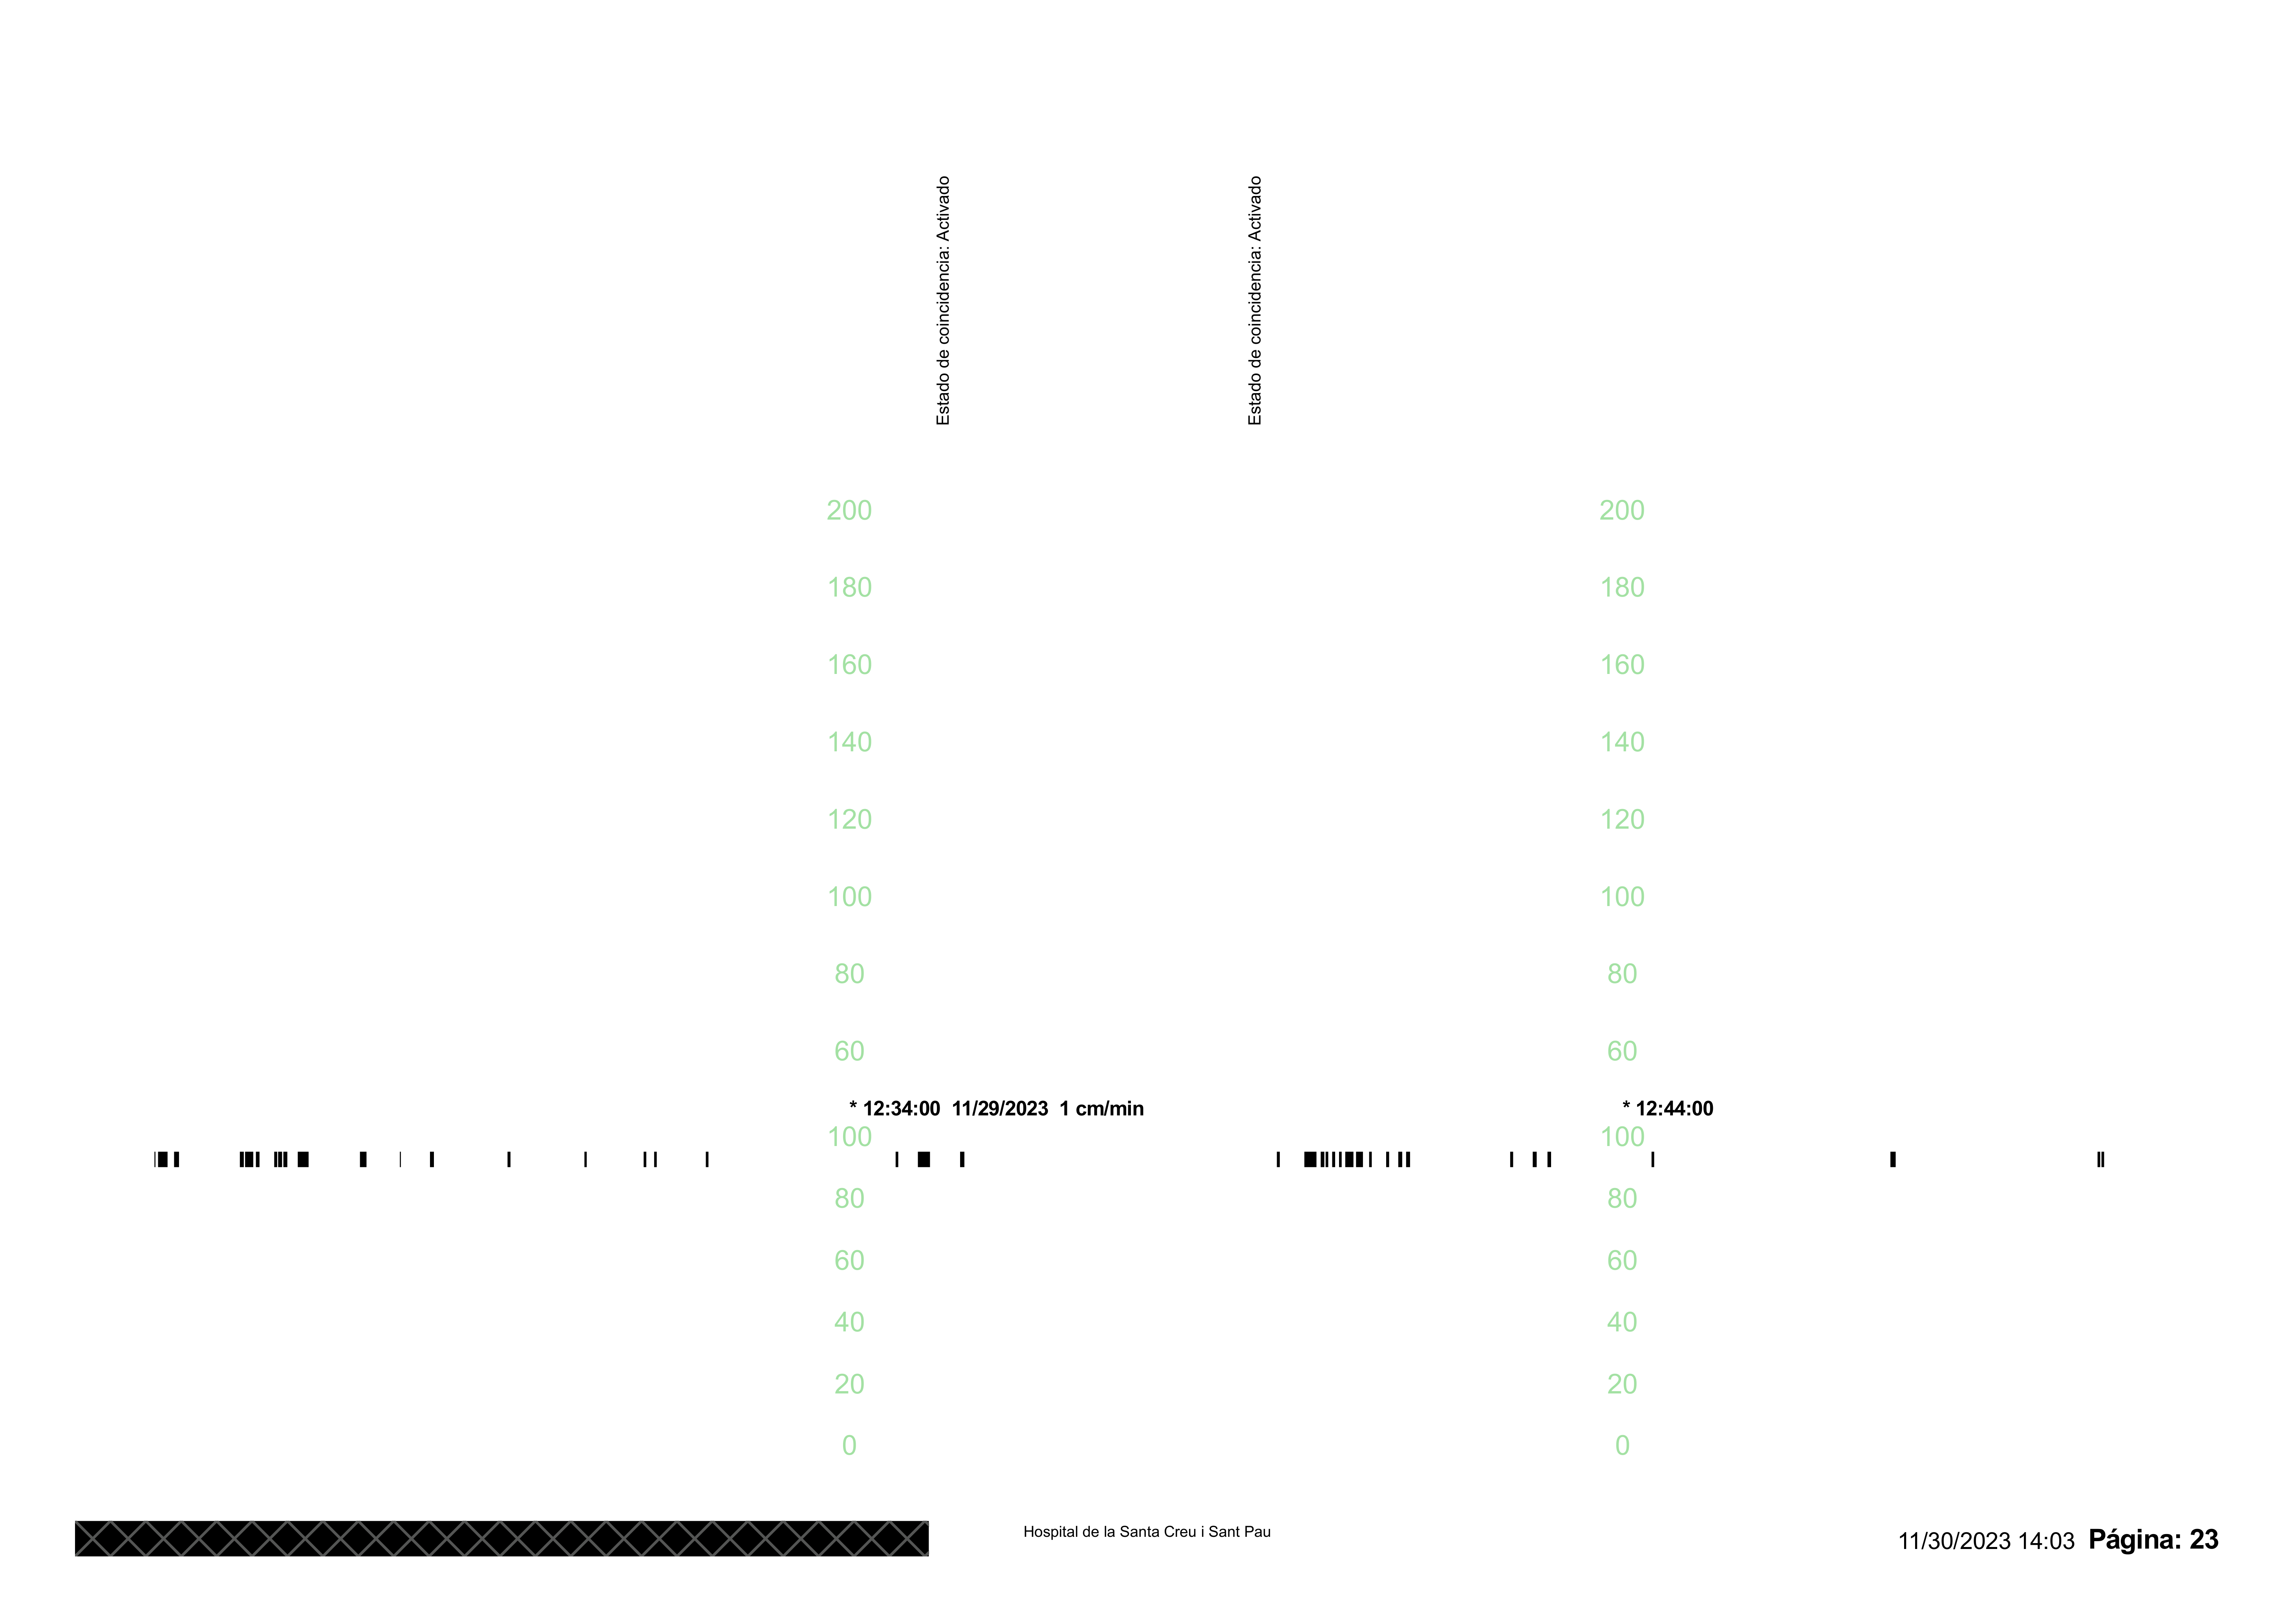 Estado de coincidencia: Activado
Estado de coincidencia: Activado
200 200
180 180
160 160
140 140
120 120
100 100
80 80
60 60
* 12:34:00 11/29/2023 1 cm/min * 12:44:00
100 100
80 80
60 60
40 40
20 20
0 0
Hospital de la Santa Creu i Sant Pau
11/30/2023 14:03 Página: 23